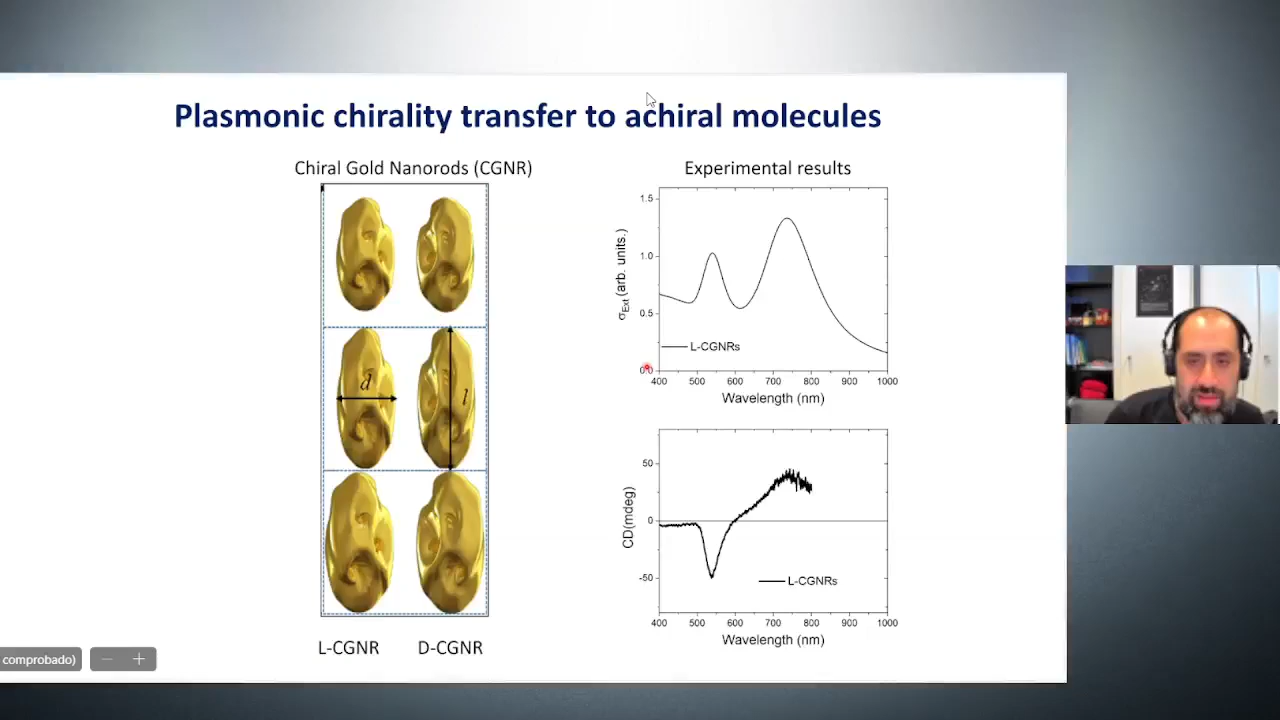 Plasmonic chirality transfer to achiral molecules
Chiral Gold Nanorods (CGNR)
d
l
L-CGNR D-CGNR
Experimental results
σExt (arb. units.)
1.5
1.0
0.5
0.0
L-CGNRs
400 500 600 700 800 900 1000
Wavelength (nm)
CD(mdeg)
50
0
-50
L-CGNRs
400 500 600 700 800 900 1000
Wavelength (nm)
comprobado)